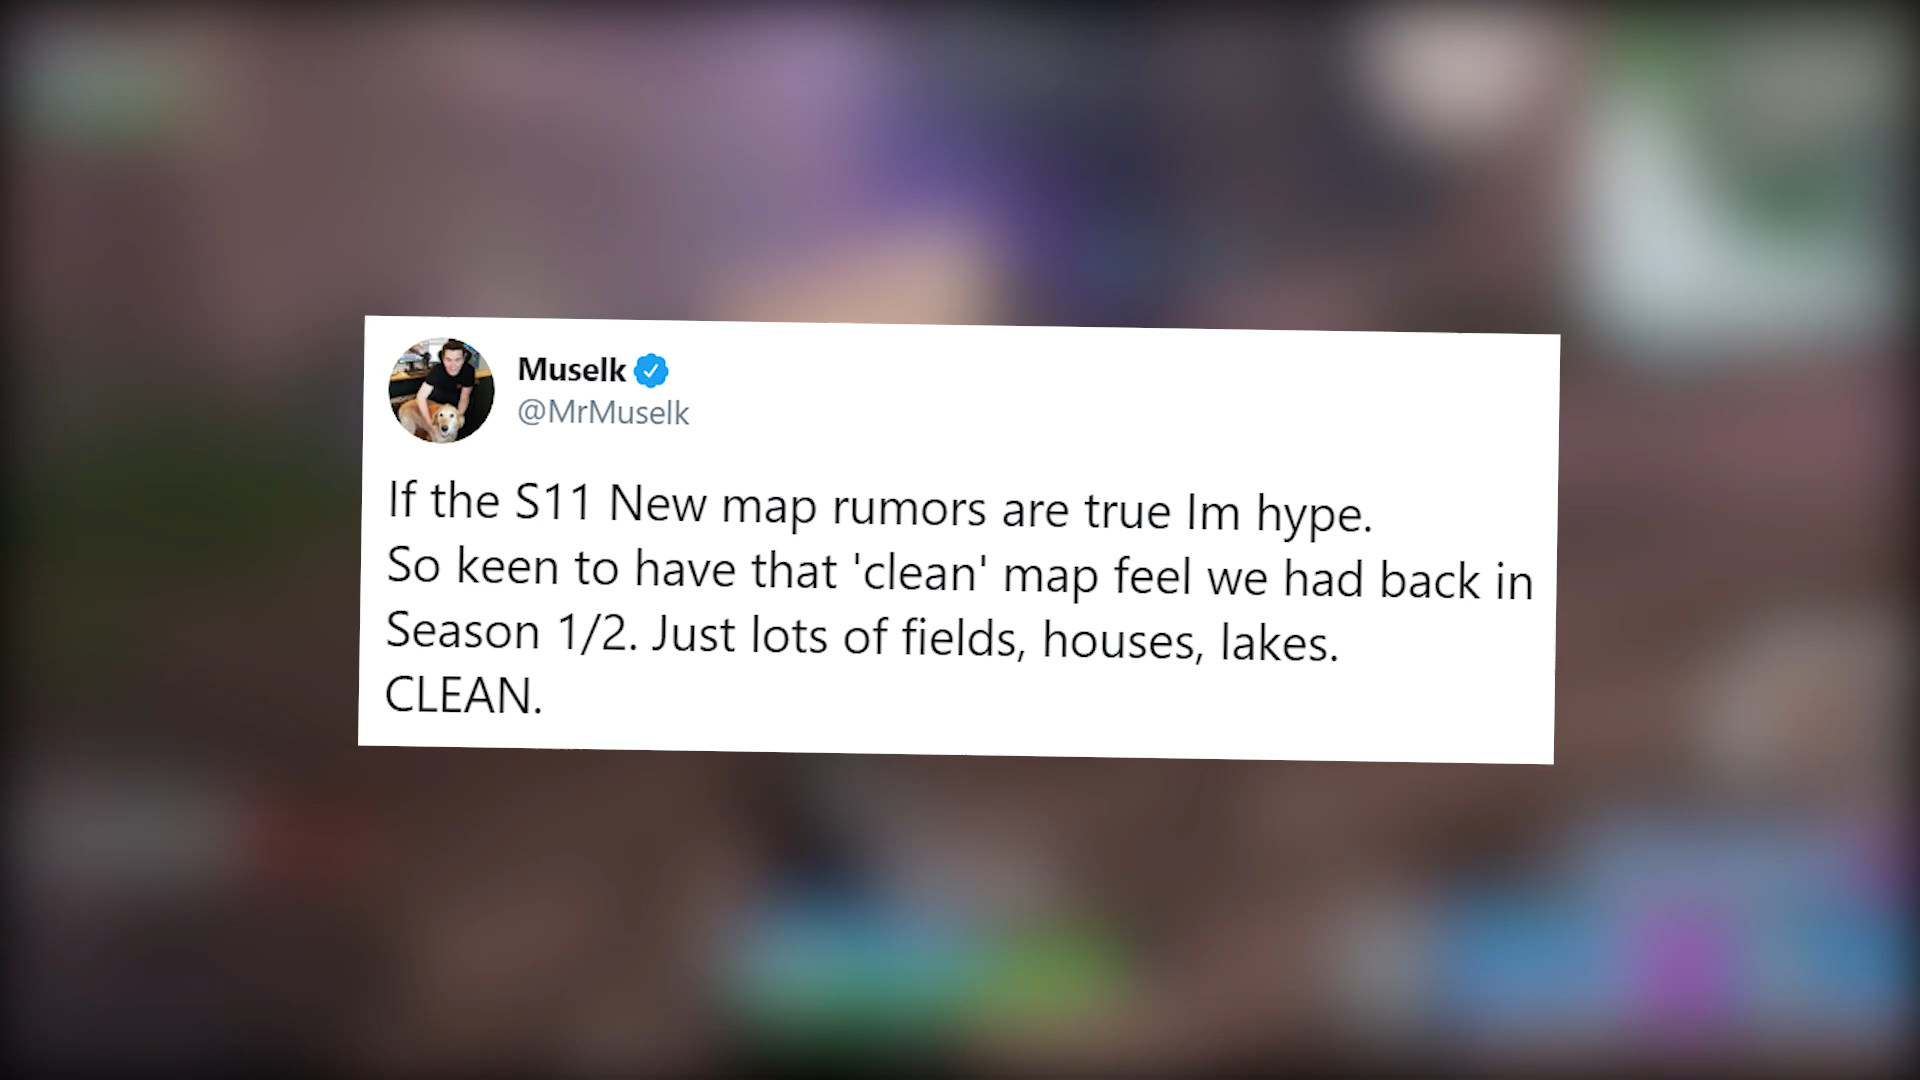 Muselk
@MrMuselk
If the S11 New map rumors are true Im hype.
So keen to have that 'clean' map feel we had back in
Season 1/2. Just lots of fields, houses, lakes.
CLEAN.